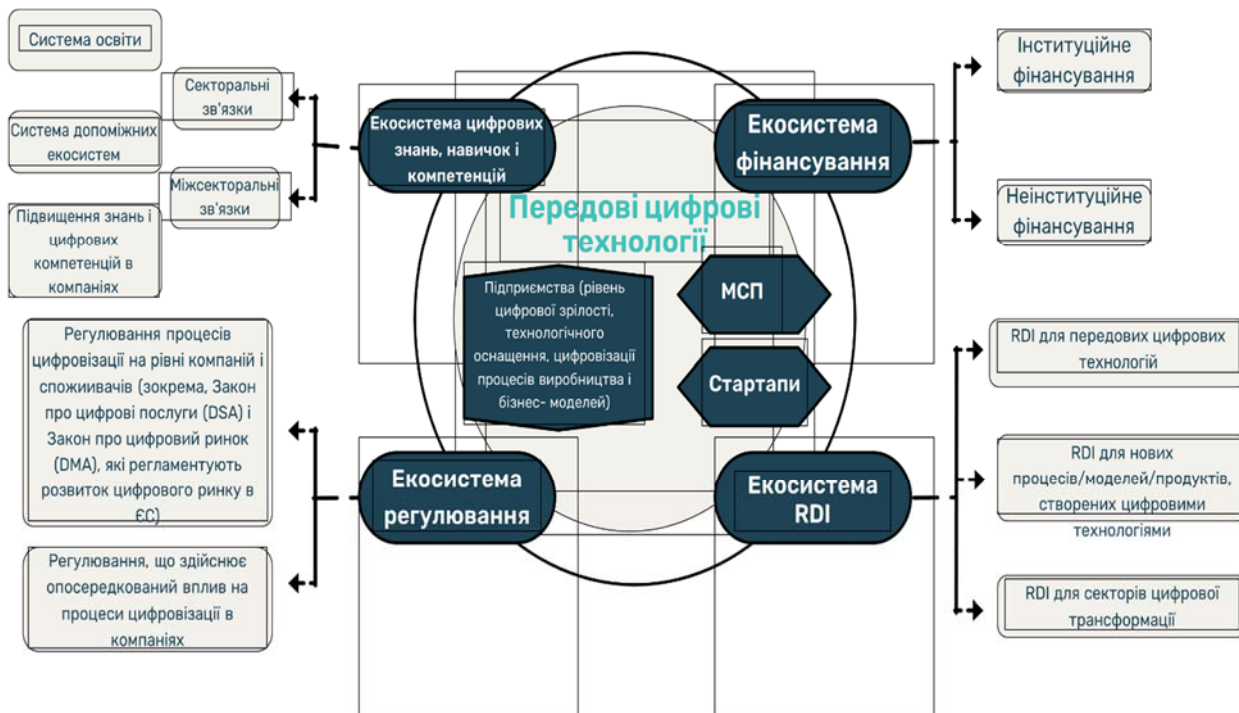 Система освіти
Секторальні
зв'язки
Система допоміжних
екосистем
Міжсекторальні
зв'язки
Підвищення знань і
цифрових
компетенцій в
компаніях
Екосистема цифрових
знань, навичок і
компетенцій
Екосистема
фінансування
Інституційне
фінансування
Неінституційне
фінансування
Передові цифрові
технології
Підприємства (рівень
цифрової зрілості,
технологічного
оснащення, цифровізації
процесів виробництва і
бізнес- моделей)
МСП
Стартапи
Регулювання процесів
цифровізації на рівні компаній і
споживачів (зокрема, Закон
про цифрові послуги (DSA) і
Закон про цифровий ринок
(DMA), які регламентують
розвиток цифрового ринку в
ЄС)
Регулювання, що здійснює
опосередкований вплив на
процеси цифровізації в
компаніях
Екосистема
регулювання
Екосистема
RDI
RDI для передових цифрових
технологій
RDI для нових
процесів/моделей/продуктів,
створених цифровими
технологіями
RDI для секторів цифрової
трансформації